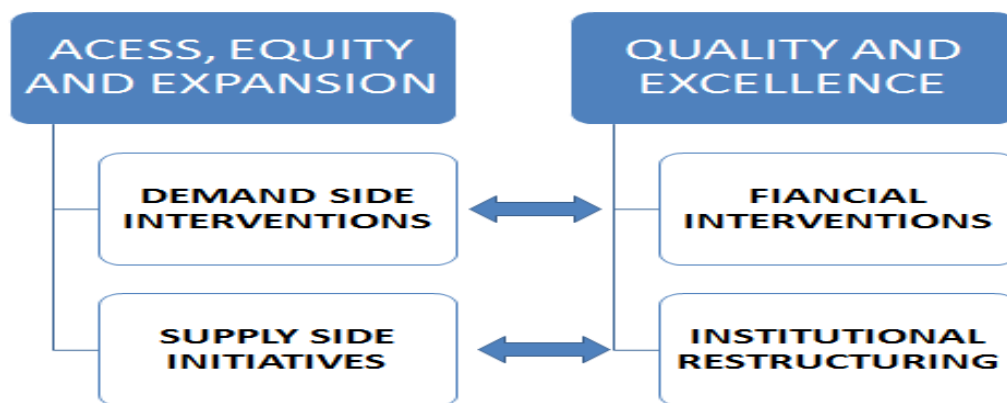 ACESS, EQUITY
AND EXPANSION
DEMAND SIDE
INTERVENTIONS
SUPPLY SIDE
INITIATIVES
QUALITY AND
EXCELLENCE
FIANCIAL
INTERVENTIONS
INSTITUTIONAL
RESTRUCTURING